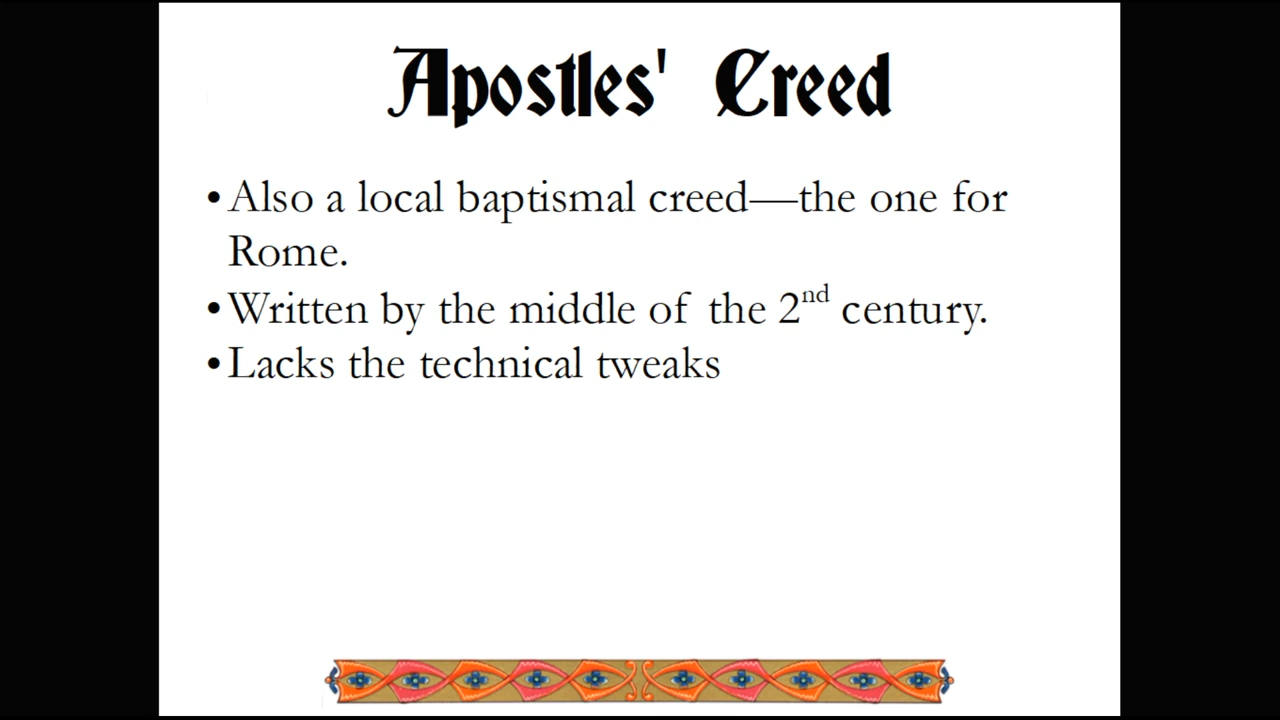 Apostles' Creed
• Also a local baptismal creed—the one for
Rome.
• Written by the middle of the 2nd century.
• Lacks the technical tweaks